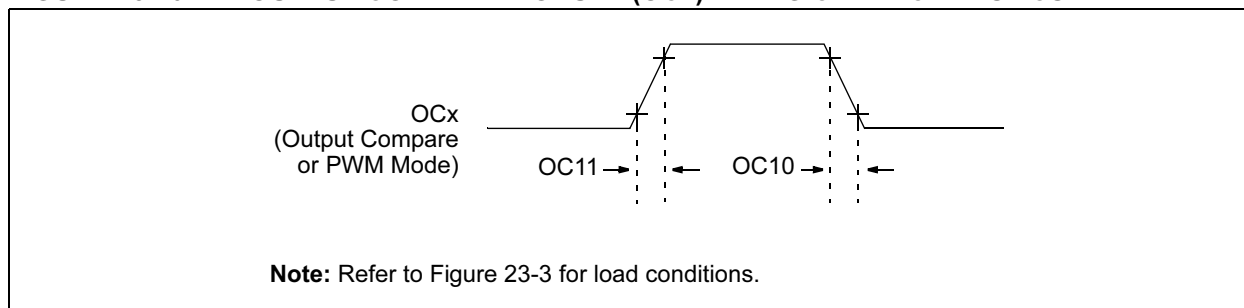 OCx
(Output Compare
or PWM Mode)
OC11
OC10
Note: Refer to Figure 23-3 for load conditions.